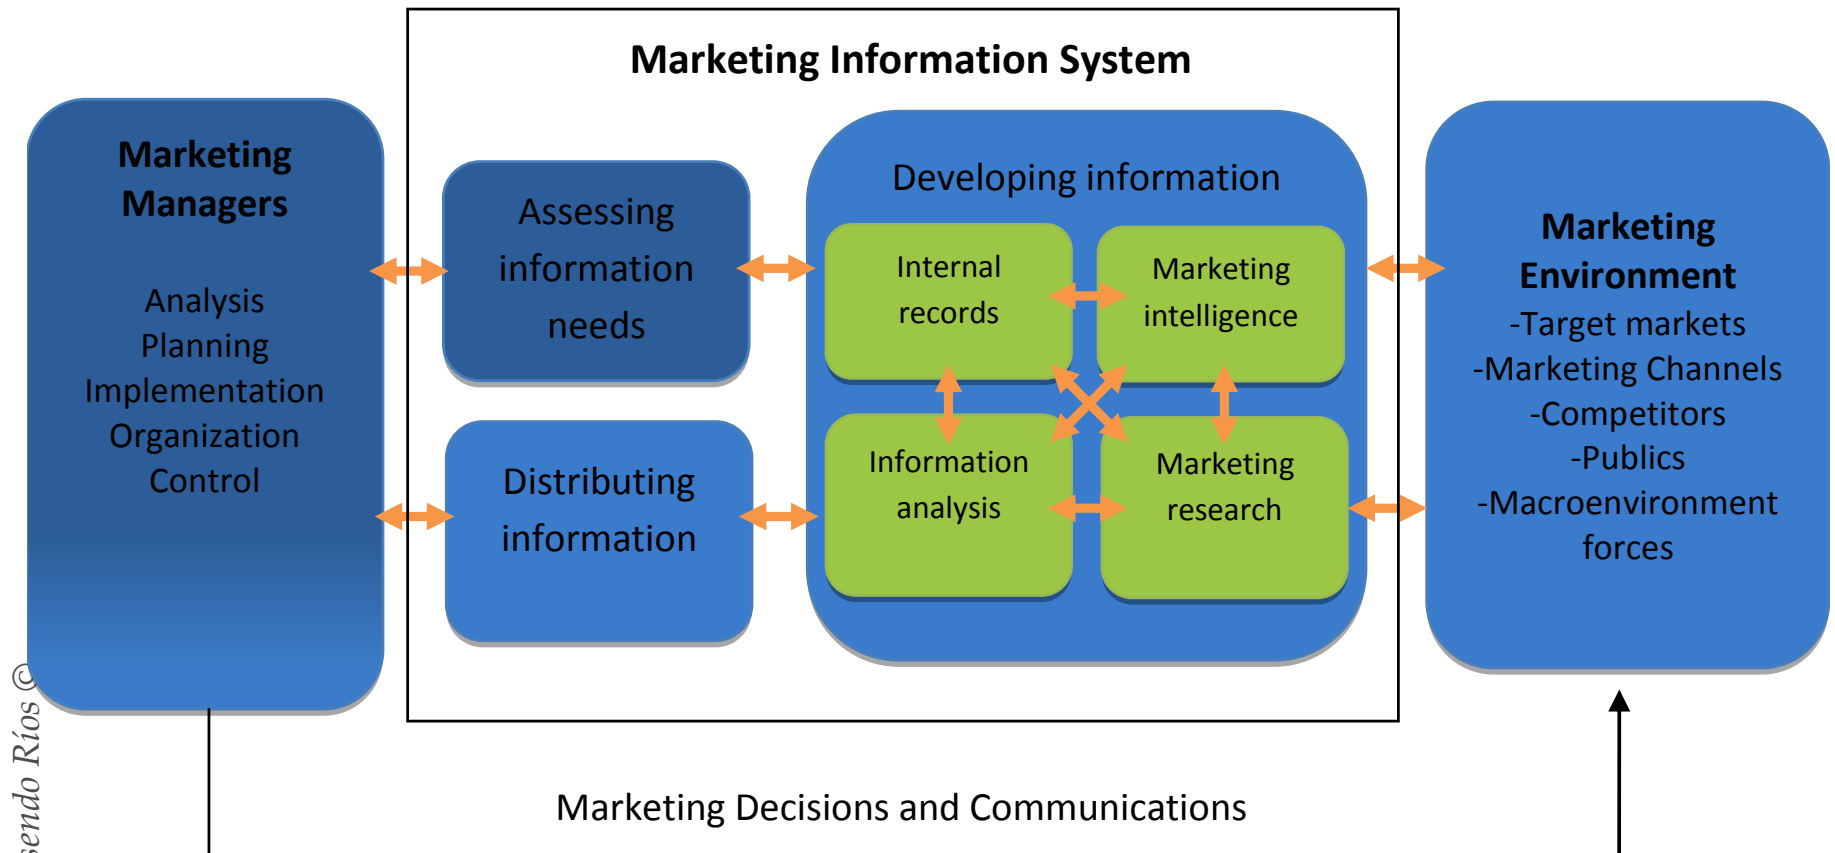 Marketing Information System
Marketing
Managers
Analysis
Planning
Implementation
Organization
Control
Assessing
information
needs
Distributing
information
Developing information
Internal
records
Marketing
intelligence
Information
analysis
Marketing
research
Marketing
Environment
-Target markets
-Marketing Channels
-Competitors
-Publics
-Macroenvironment
forces
Marketing Decisions and Communications
Ríos ©